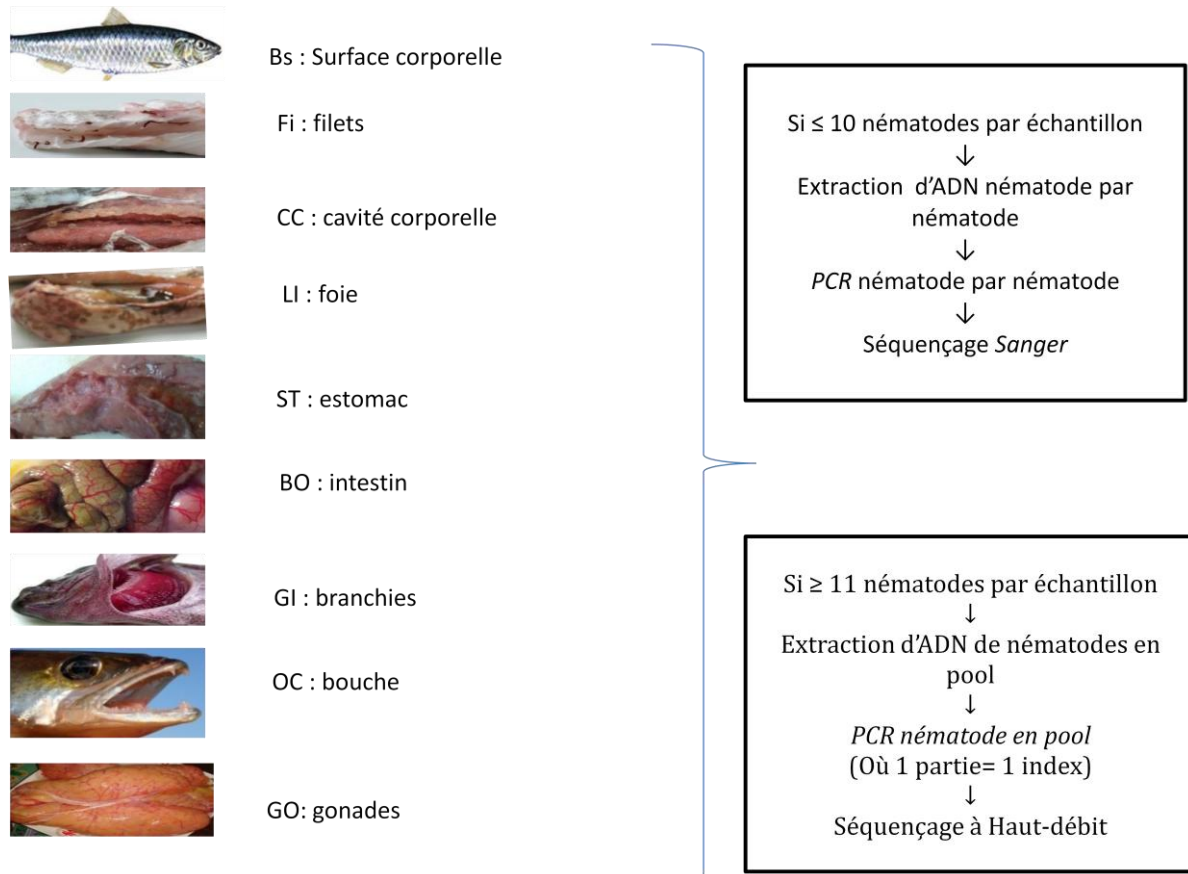 Bs : Surface corporelle
Fi : filets
CC : cavité corporelle
LI : foie
ST : estomac
BO : intestin
GI : branchies
OC : bouche
GO: gonades
Si ≤ 10 nématodes par échantillon
↓
Extraction d’ADN nématode par
nématode
↓
PCR nématode par nématode
↓
Séquençage Sanger
Si ≥ 11 nématodes par échantillon
↓
Extraction d’ADN de nématodes en
pool
↓
PCR nématode en pool
(Où 1 partie= 1 index)
↓
Séquençage à Haut-débit